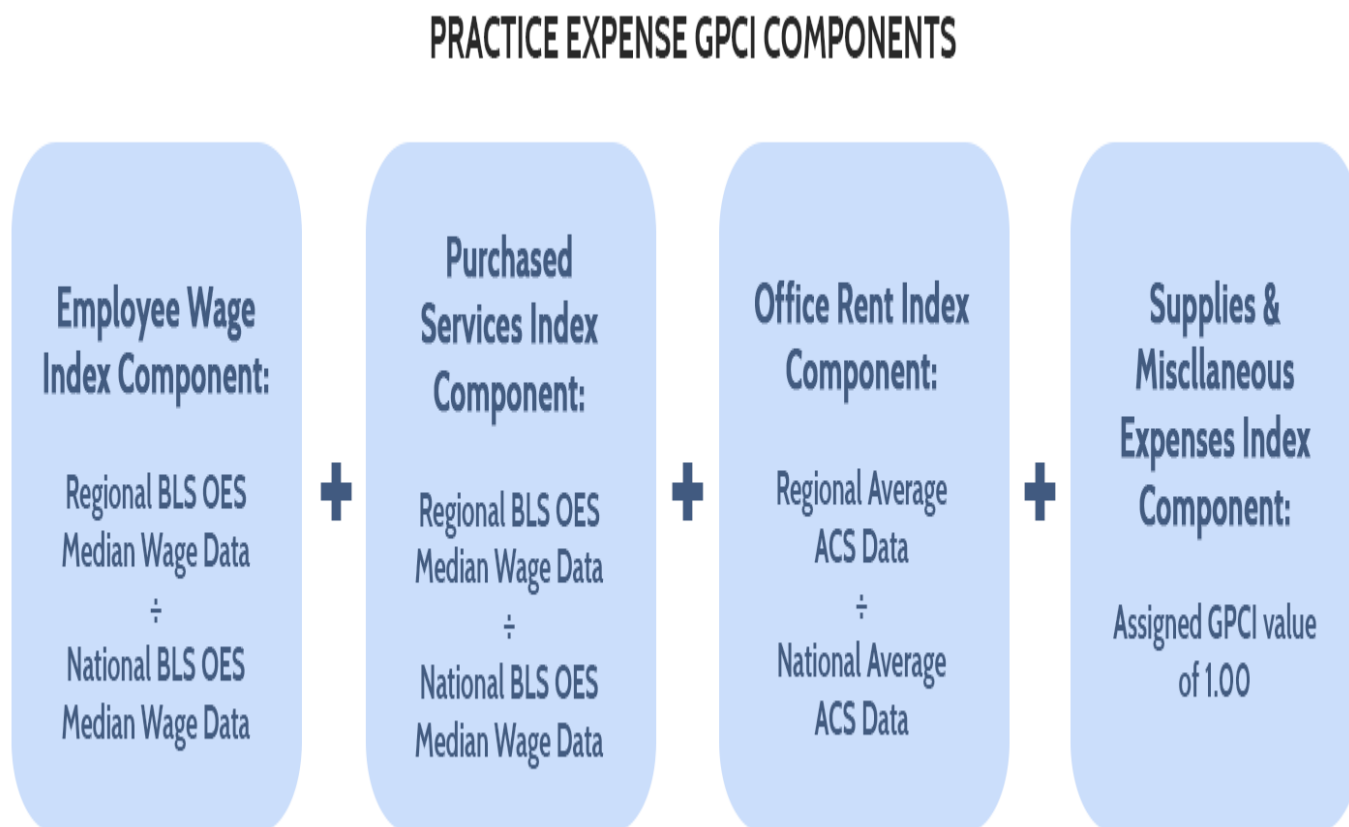 PRACTICE EXPENSE GPCI COMPONENTS
Employee Wage
Index Component:
Regional BLS OES
Median Wage Data
÷
National BLS OES
Median Wage Data
+
Purchased
Services Index
Component:
Regional BLS OES
Median Wage Data
÷
National BLS OES
Median Wage Data
+
Office Rent Index
Component:
Regional Average
ACS Data
÷
National Average
ACS Data
+
Supplies &
Miscllaneous
Expenses Index
Component:
Assigned GPCI value
of 1.00